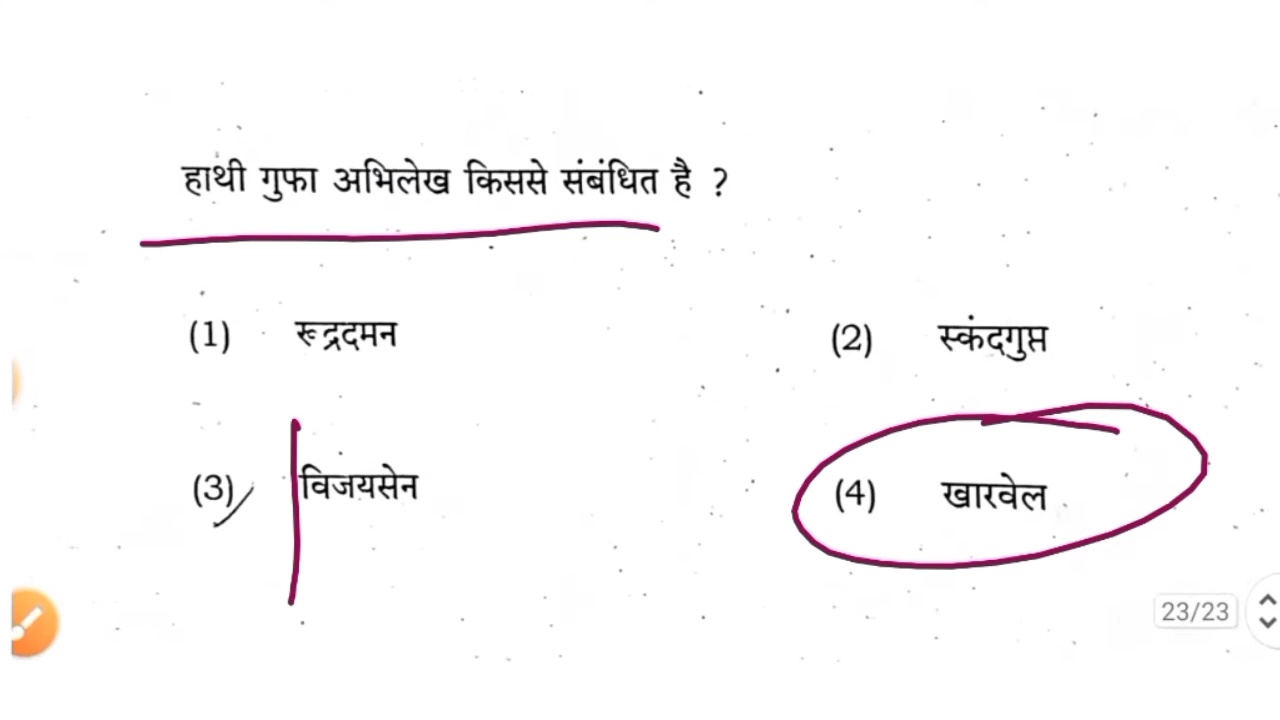 हाथी गुफा अभिलेख किससे संबंधित है ?
(1) रूद्रदमन
(2) स्कंदगुप्त
(3) विजयसेन
(4) खारवेल
23/23